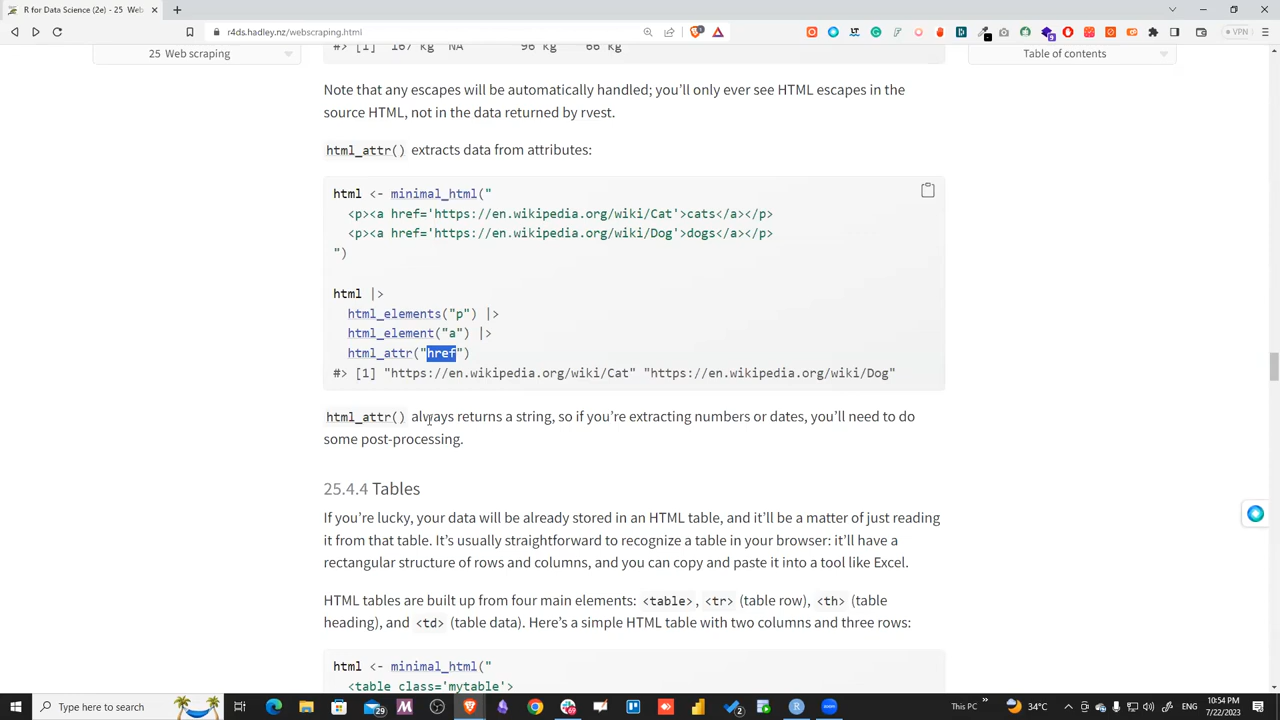 R for Data Science (2e) - 25 Web
r4ds.hadley.nz/webscraping.html
VPN
25 Web scraping
Table of contents
#> [1] "167 kg" NA "96 kg" "66 kg"
Note that any escapes will be automatically handled; you'll only ever see HTML escapes in the
source HTML, not in the data returned by rvest.
html_attr() extracts data from attributes:
html <- minimal_html("
<p><a href='https://en.wikipedia.org/wiki/Cat'>cats</a></p>
<p><a href='https://en.wikipedia.org/wiki/Dog'>dogs</a></p>
")
html |>
html_elements("p") |>
html_element("a") |>
html_attr("href")
#> [1] "https://en.wikipedia.org/wiki/Cat" "https://en.wikipedia.org/wiki/Dog"
html_attr() always returns a string, so if you're extracting numbers or dates, you'll need to do
some post-processing.
25.4.4 Tables
If you're lucky, your data will be already stored in an HTML table, and it'll be a matter of just reading
it from that table. It's usually straightforward to recognize a table in your browser: it'll have a
rectangular structure of rows and columns, and you can copy and paste it into a tool like Excel.
HTML tables are built up from four main elements: <table>, <tr> (table row), <th> (table
heading), and <td> (table data). Here's a simple HTML table with two columns and three rows:
html <- minimal_html("
<table class='mytable'>
Type here to search
29
2
This PC
34°C
10:54 PM
7/22/2023